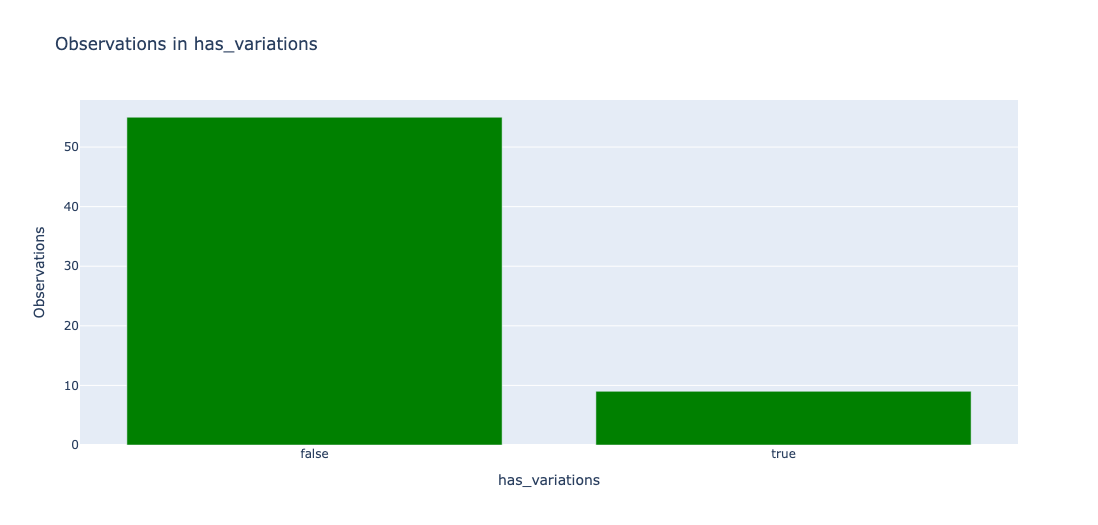 Observations in has_variations
Observations
50
40
30
20
10
0
false
true
has_variations